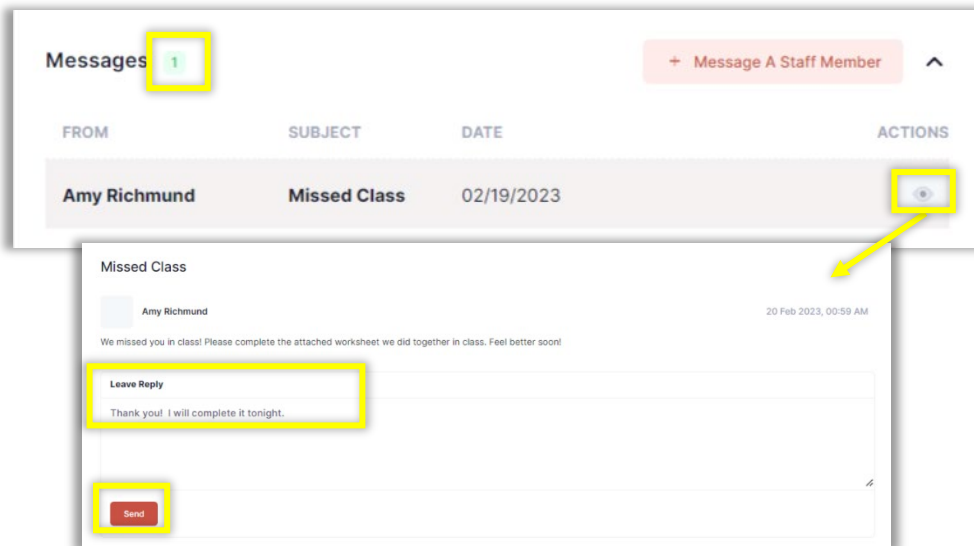 Messages 1 + Message A Staff Member
FROM SUBJECT DATE ACTIONS
Amy Richmund Missed Class 02/19/2023
Missed Class
Amy Richmund 20 Feb 2023, 00:59 AM
We missed you in class! Please complete the attached worksheet we did together in class. Feel better soon!
Leave Reply
Thank you! I will complete it tonight.
Send